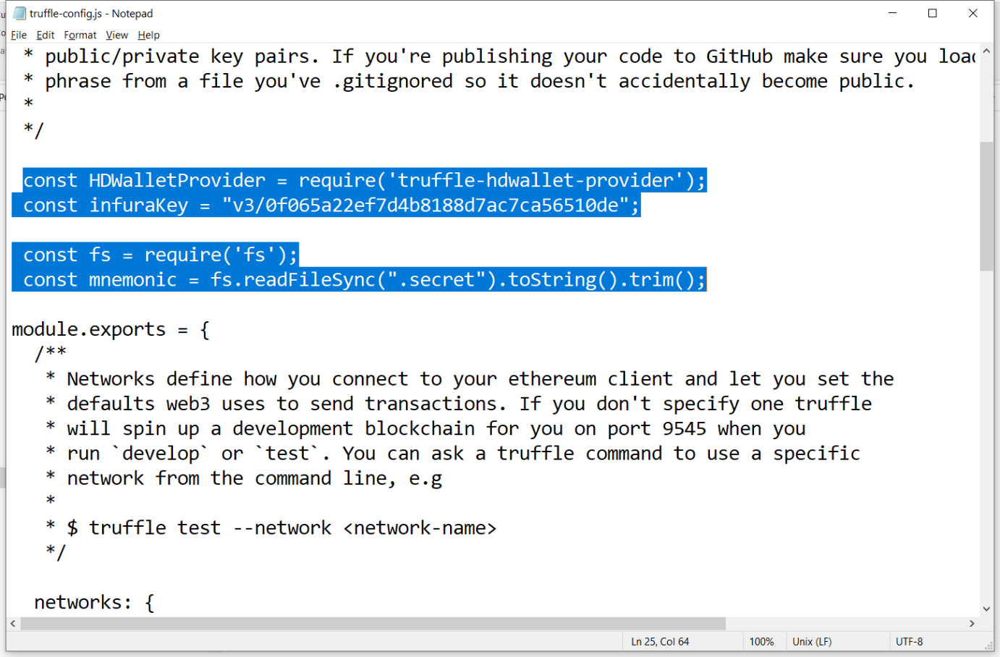 truffle-config.js - Notepad
File Edit Format View Help
* public/private key pairs. If you're publishing your code to GitHub make sure you loa
* phrase from a file you've .gitignored so it doesn't accidentally become public.
*
*/
const HDWalletProvider = require('truffle-hdwallet-provider');
const infuraKey = "v3/0f065a22ef7d4b8188d7ac7ca56510de";
const fs = require('fs');
const mnemonic = fs.readFileSync(".secret").toString().trim();
module.exports = {
/**
* Networks define how you connect to your ethereum client and let you set the
* defaults web3 uses to send transactions. If you don't specify one truffle
* will spin up a development blockchain for you on port 9545 when you
* run `develop` or `test`. You can ask a truffle command to use a specific
* network from the command line, e.g
*
* $ truffle test --network <network-name>
*/
networks: {
Ln 25, Col 64 100% Unix (LF) UTF-8